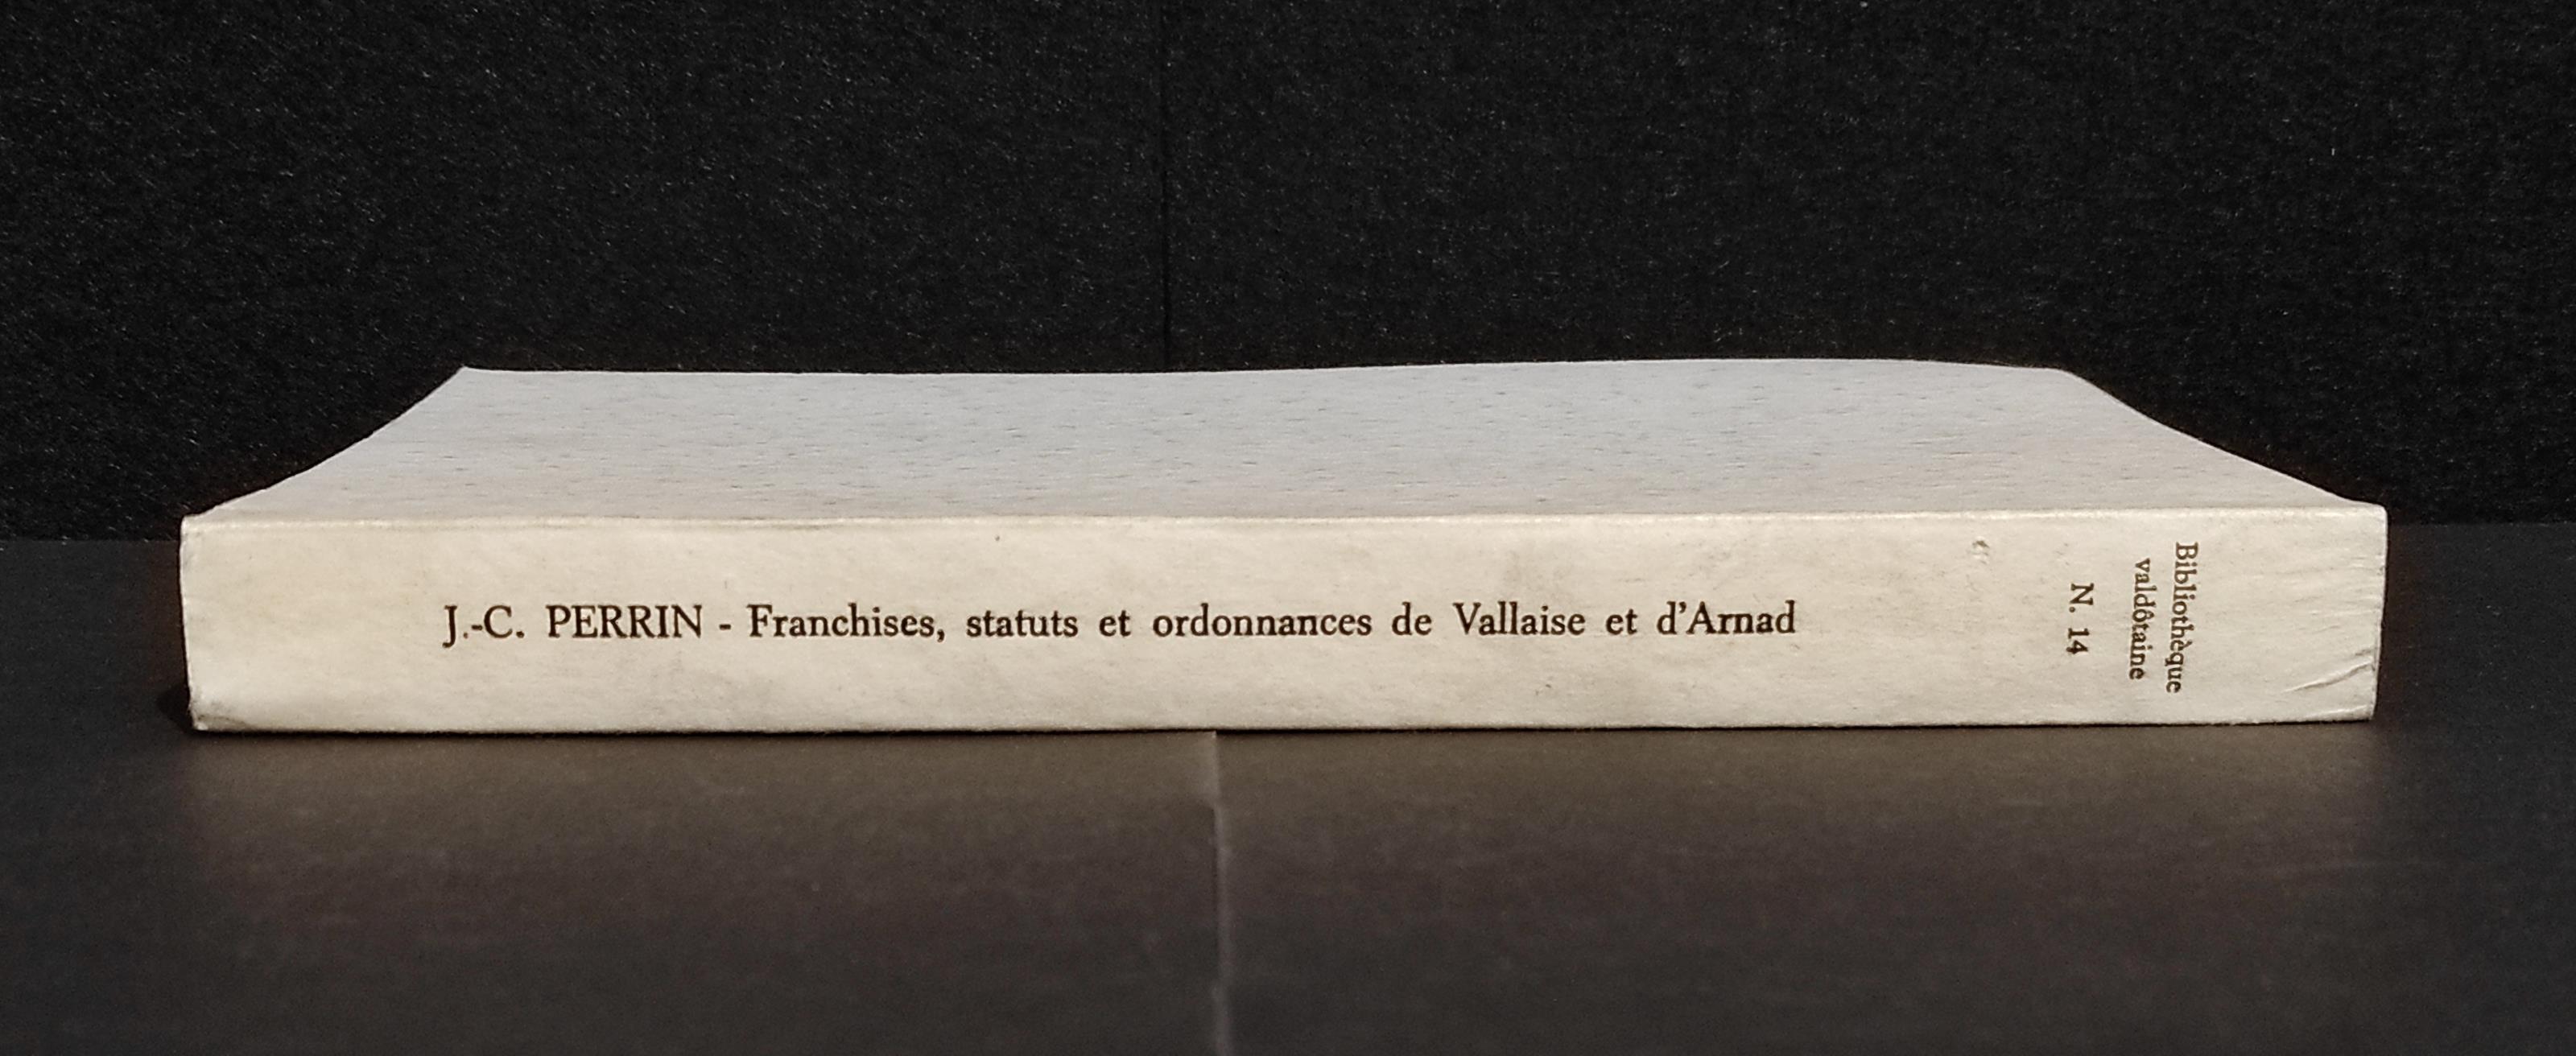 J.-C. PERRIN - Franchises, statuts et ordonnances de Vallaise et d'Arnad
Bibliothèque
valdôtaine
N. 14